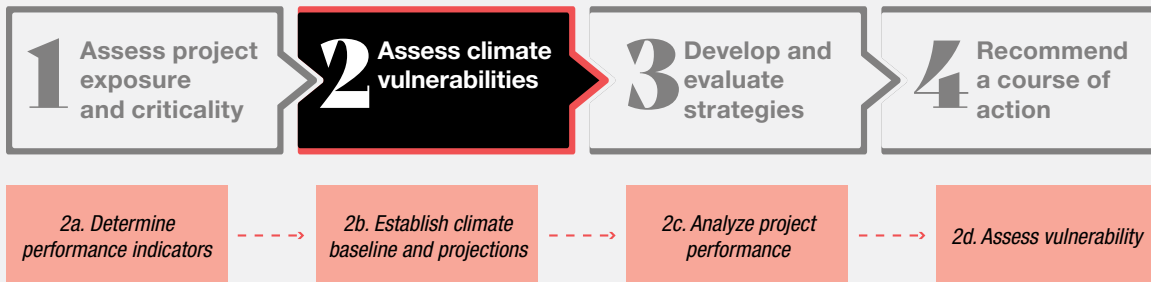 1
Assess project
exposure
and criticality
2
Assess climate
vulnerabilities
3
Develop and
evaluate
strategies
4
Recommend
a course of
action
2a. Determine
performance indicators
2b. Establish climate
baseline and projections
2c. Analyze project
performance
2d. Assess vulnerability